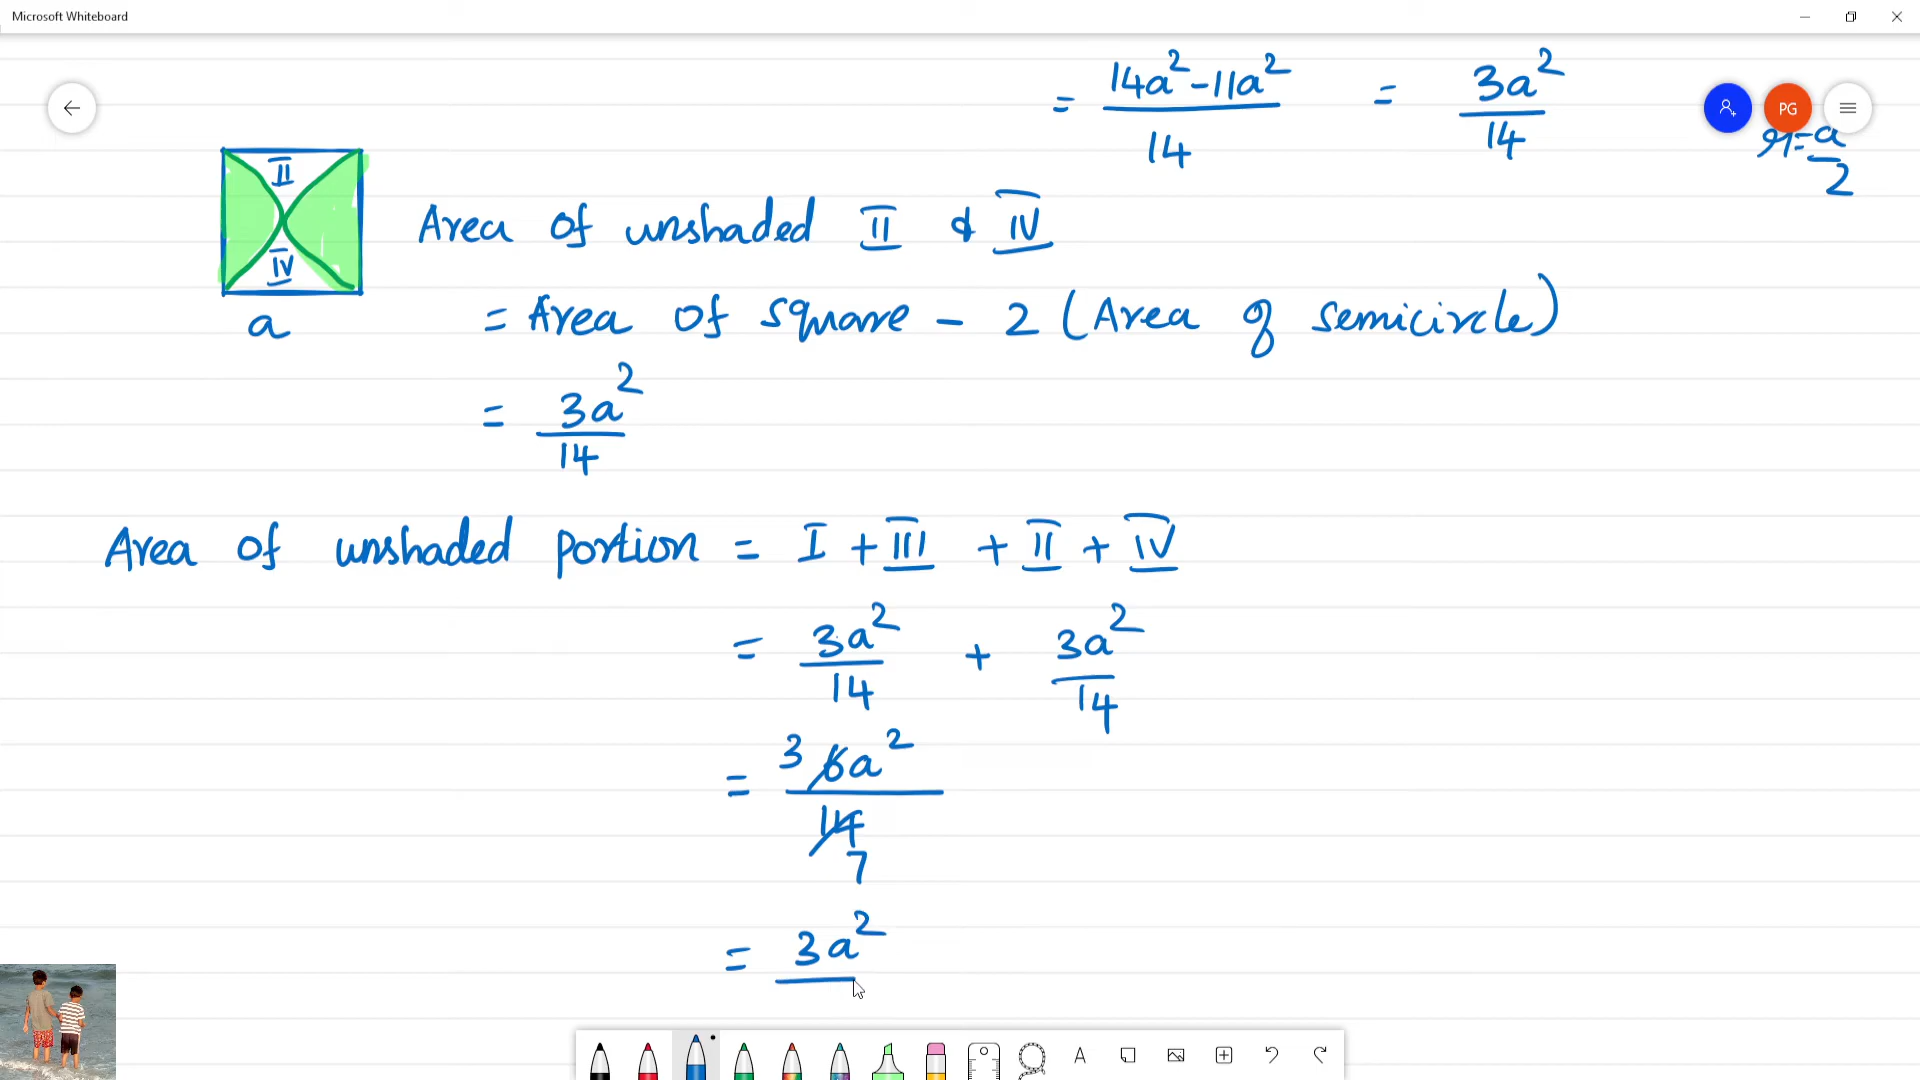 Microsoft Whiteboard
= 14a² - 11a² / 14 = 3a² / 14
PG
r = a / 2
II
IV
a
Area of unshaded II & IV
= Area of square - 2 (Area of semicircle)
= 3a² / 14
Area of unshaded portion = I + III + II + IV
= 3a² / 14 + 3a² / 14
= 3 6a² / 14 7
= 3a²
A